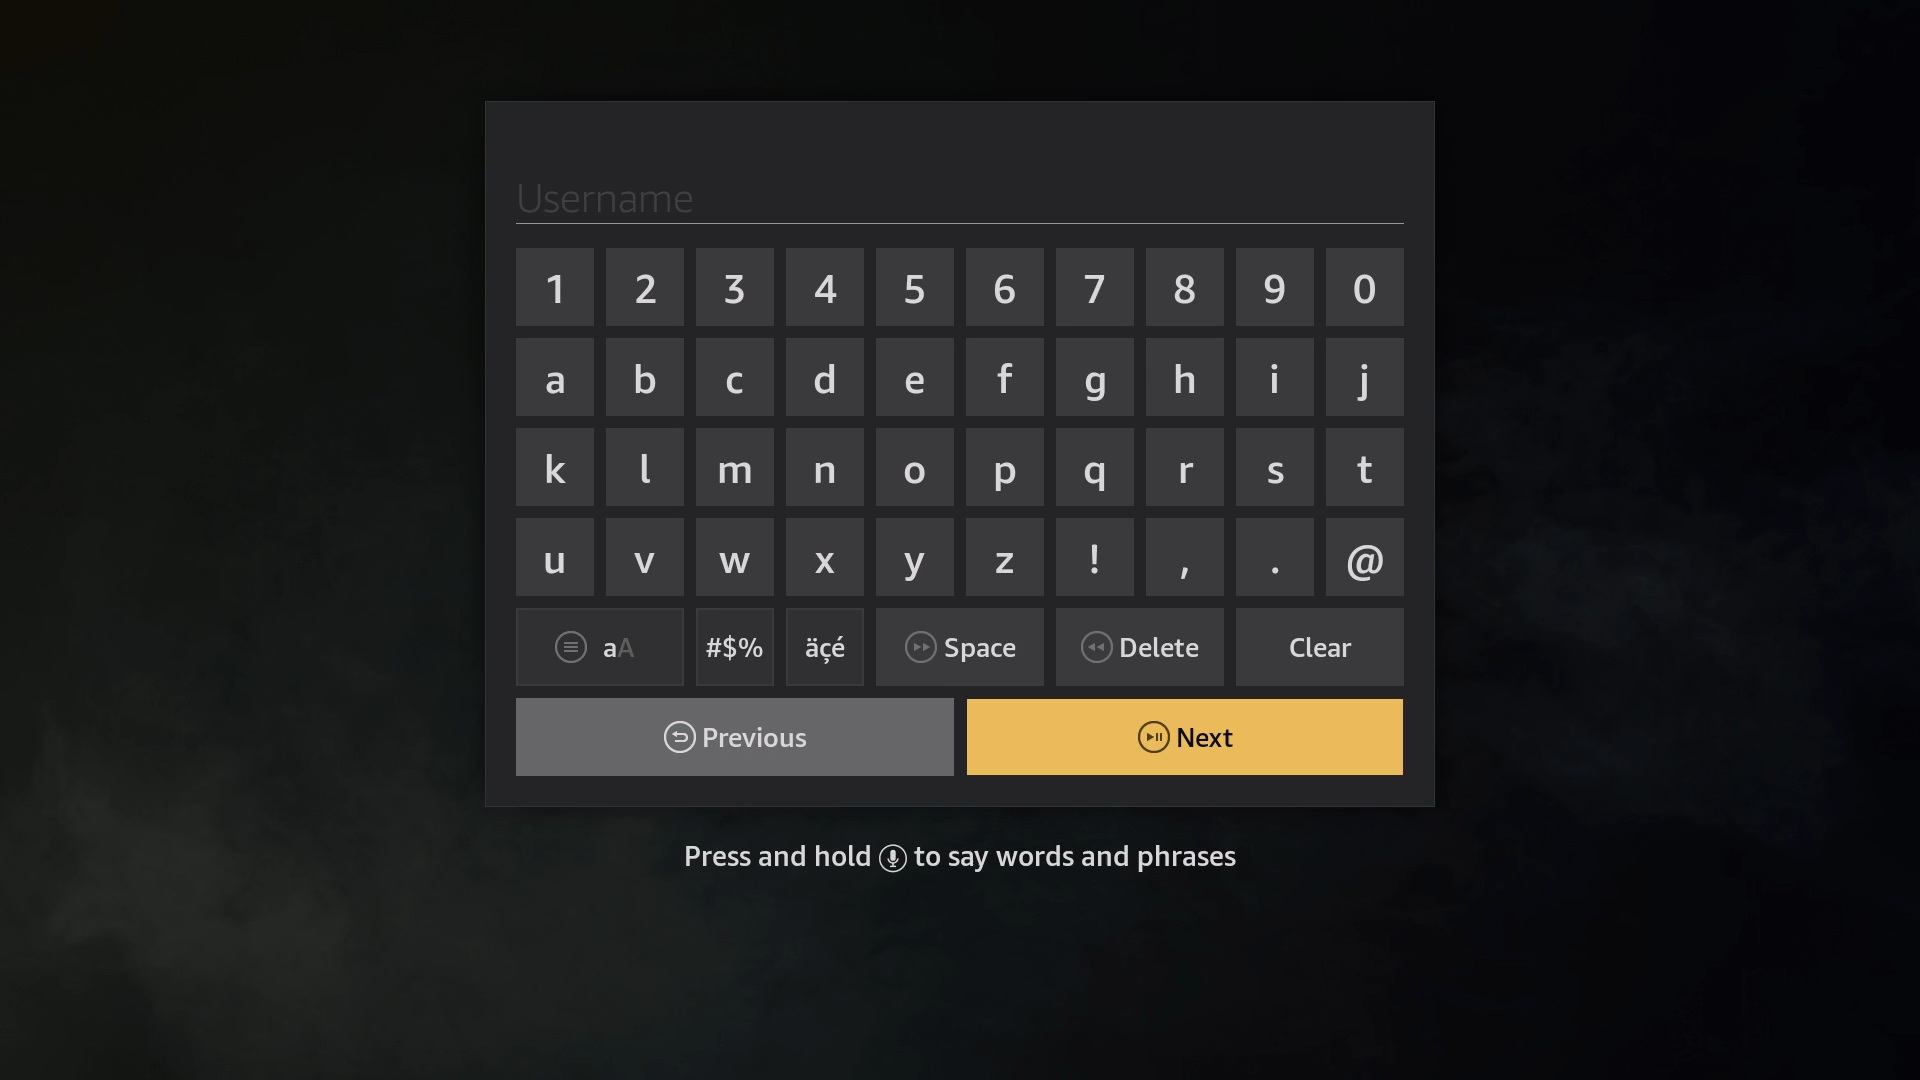 Username
1 2 3 4 5 6 7 8 9 0
a b c d e f g h i j
k l m n o p q r s t
u v w x y z ! , . @
aA #$% äçé Space Delete Clear
Previous Next
Press and hold to say words and phrases